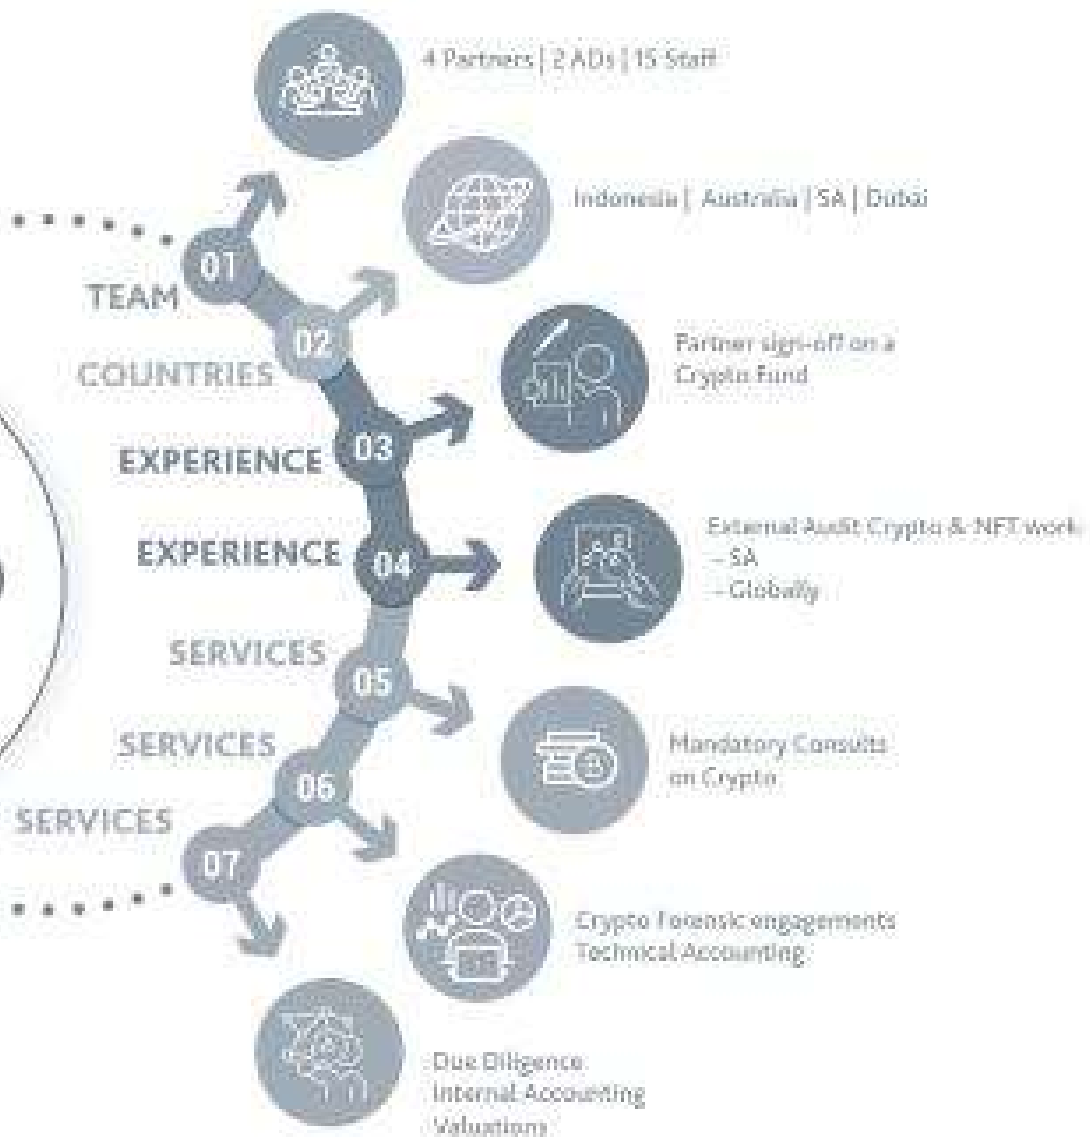 4 Partners | 2 ADs | 15 Staff
Indonesia | Australia | SA | Dubai
01
TEAM
02
COUNTRIES
Partner sign-off on a
Crypto Fund
03
EXPERIENCE
External Audit Crypto & NFT work:
- SA
- Globally
04
EXPERIENCE
05
SERVICES
Mandatory Consults
on Crypto
06
SERVICES
Crypto Forensic engagements
Technical Accounting
07
SERVICES
Due Diligence
Internal Accounting
Valuations